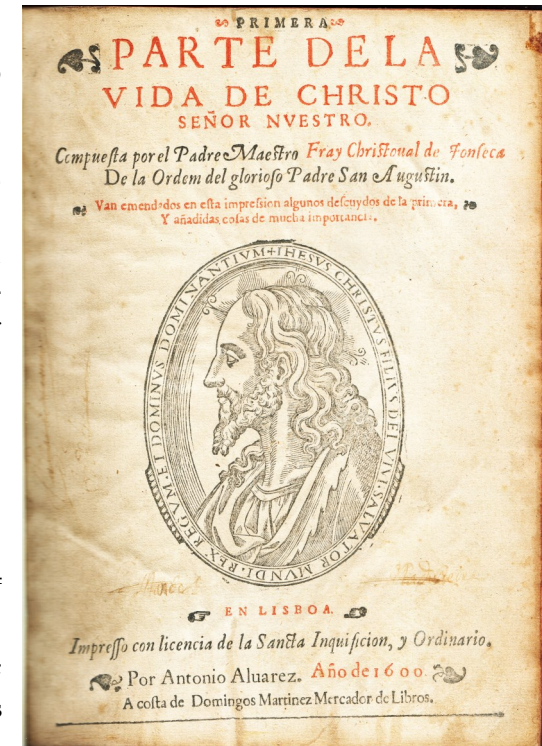 PRIMERA
PARTE DE LA
VIDA DE CHRISTO
SEÑOR NVESTRO.
Compuesta por el Padre Maestro Fray Christoual de Fonseca
De la Ordem del glorioso Padre San Augustin.
Van emendados en esta impression algunos descuydos de la primera,
Y añadidas cosas de mucha importancia.
IHESVS CHRISTVS FILIVS DEI VIVI·SALVATOR MVNDI·REX REGVM·ET DOMINVS DOMINANTIVM+
EN LISBOA.
Impresso con licencia de la Sancta Inquisicion, y Ordinario.
Por Antonio Aluarez. Año de 1600.
A costa de Domingos Martinez Mercador de Libros.